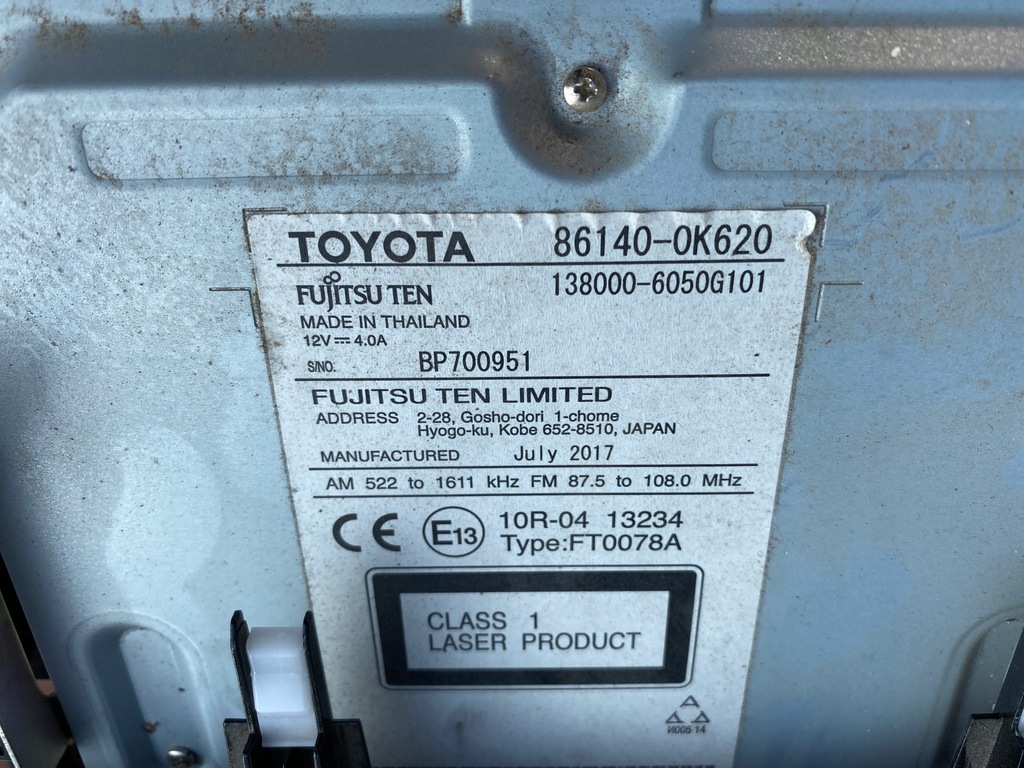 TOYOTA 86140-0K620
FUJITSU TEN 138000-6050G101
MADE IN THAILAND
12V⎓ 4.0A
S/NO. BP700951
FUJITSU TEN LIMITED
ADDRESS 2-28, Gosho-dori 1-chome
Hyogo-ku, Kobe 652-8510, JAPAN
MANUFACTURED July 2017
AM 522 to 1611 kHz FM 87.5 to 108.0 MHz
CE E13 10R-04 13234
Type:FT0078A
CLASS 1
LASER PRODUCT
И005 14